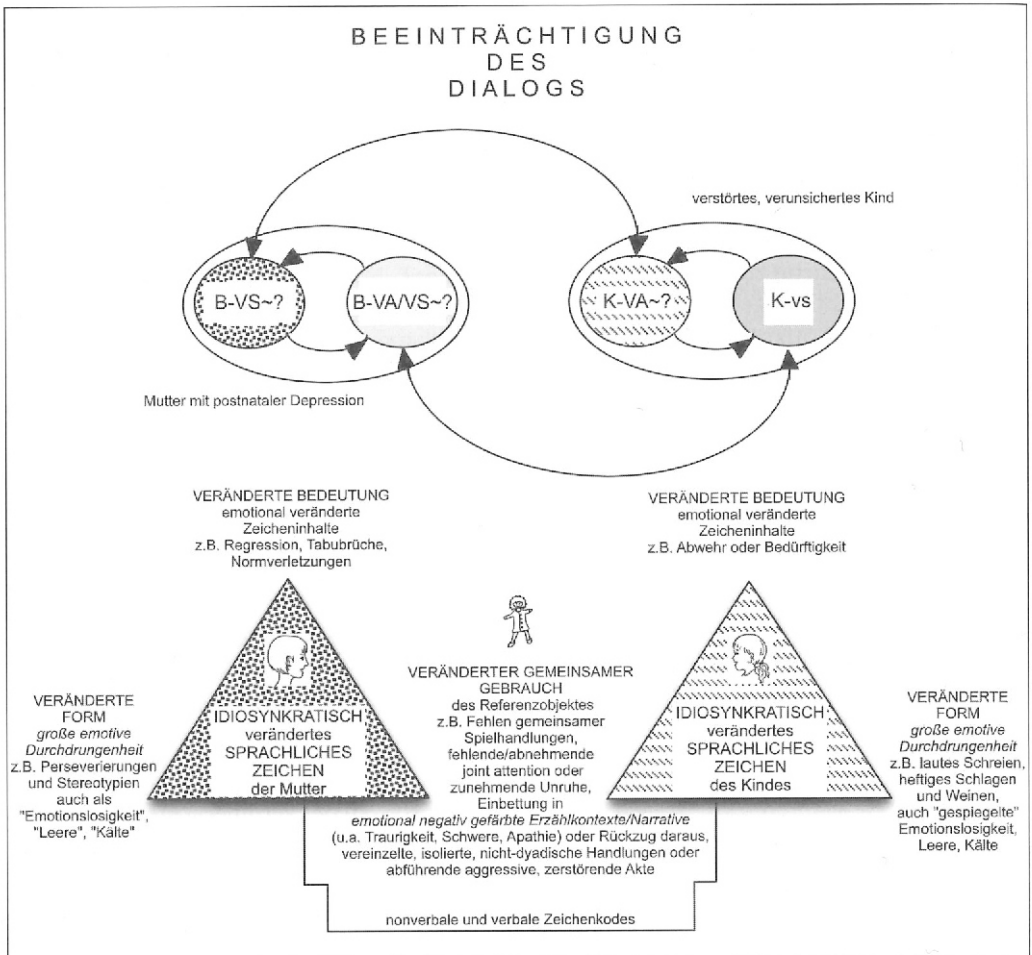 BEEINTRÄCHTIGUNG
DES
DIALOGS
verstörtes, verunsichertes Kind
B-VS~?
B-VA/VS~?
K-VA~?
K-vs
Mutter mit postnataler Depression
VERÄNDERTE BEDEUTUNG
emotional veränderte
Zeicheninhalte
z.B. Regression, Tabubrüche,
Normverletzungen
VERÄNDERTE BEDEUTUNG
emotional veränderte
Zeicheninhalte
z.B. Abwehr oder Bedürftigkeit
VERÄNDERTE
FORM
große emotive
Durchdrungenheit
z.B. Perseverierungen
und Stereotypien
auch als
"Emotionslosigkeit",
"Leere", "Kälte"
IDIOSYNKRATISCH
verändertes
SPRACHLICHES
ZEICHEN
der Mutter
VERÄNDERTER GEMEINSAMER
GEBRAUCH
des Referenzobjektes
z.B. Fehlen gemeinsamer
Spielhandlungen,
fehlende/abnehmende
joint attention oder
zunehmende Unruhe,
Einbettung in
emotional negativ gefärbte Erzählkontexte/Narrative
(u.a. Traurigkeit, Schwere, Apathie) oder Rückzug daraus,
vereinzelte, isolierte, nicht-dyadische Handlungen oder
abführende aggressive, zerstörende Akte
IDIOSYNKRATISCH
verändertes
SPRACHLICHES
ZEICHEN
des Kindes
VERÄNDERTE
FORM
große emotive
Durchdrungenheit
z.B. lautes Schreien,
heftiges Schlagen
und Weinen,
auch "gespiegelte"
Emotionslosigkeit,
Leere, Kälte
nonverbale und verbale Zeichenkodes